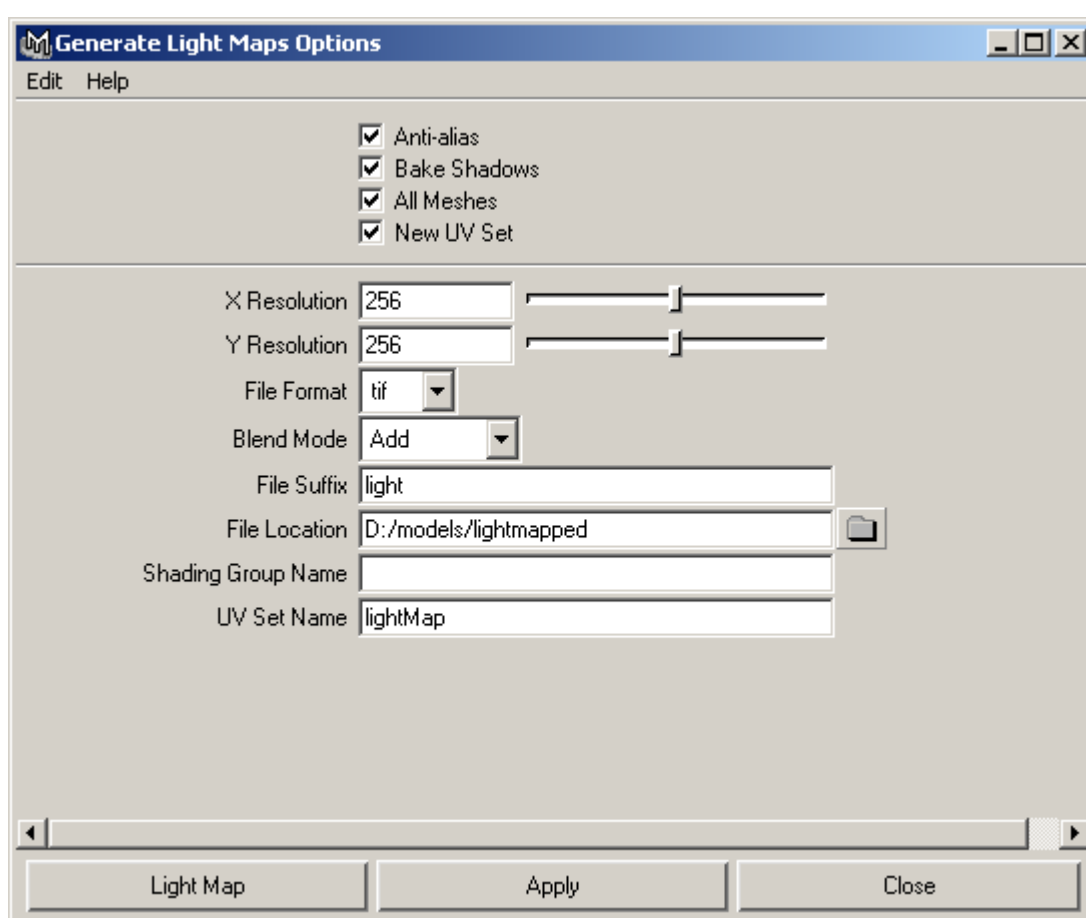 Generate Light Maps Options
Edit Help
Anti-alias
Bake Shadows
All Meshes
New UV Set
X Resolution 256
Y Resolution 256
File Format tif
Blend Mode Add
File Suffix light
File Location D:/models/lightmapped
Shading Group Name
UV Set Name lightMap
Light Map Apply Close